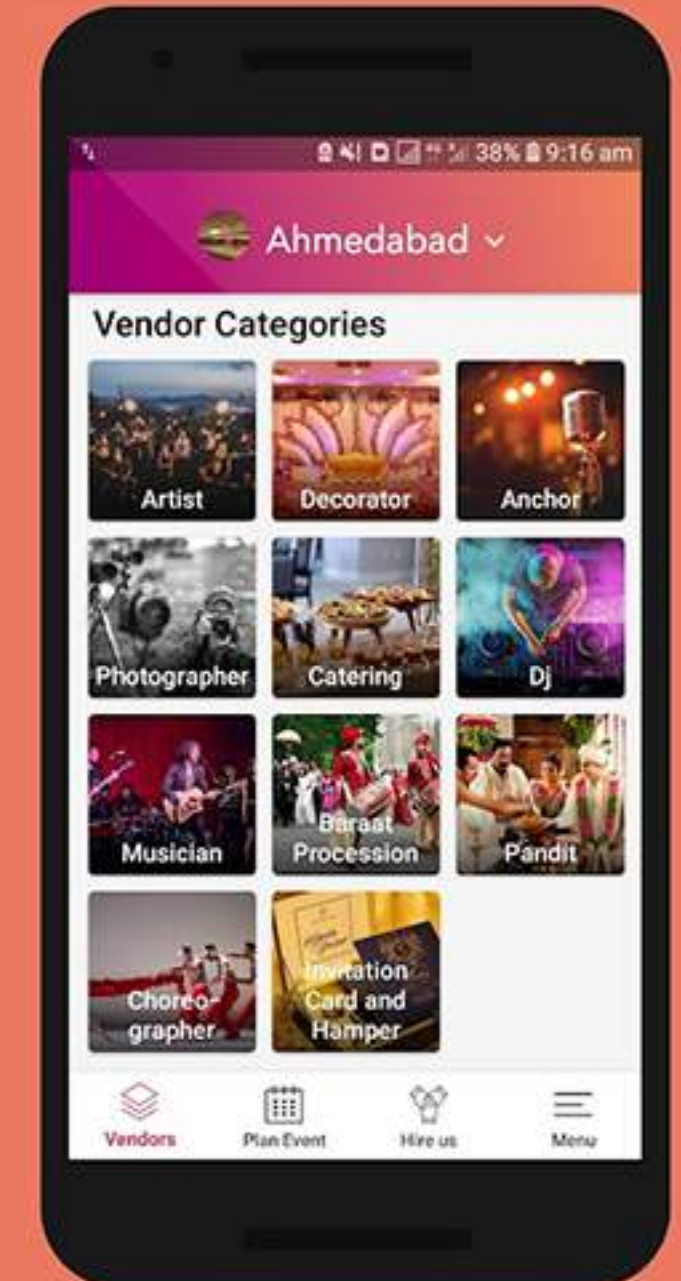 38% 9:16 am
Ahmedabad
Vendor Categories
Artist
Decorator
Anchor
Photographer
Catering
Dj
Musician
Baraat
Procession
Pandit
Choreo-
grapher
Invitation
Card and
Hamper
Vendors
Plan Event
Hire us
Menu